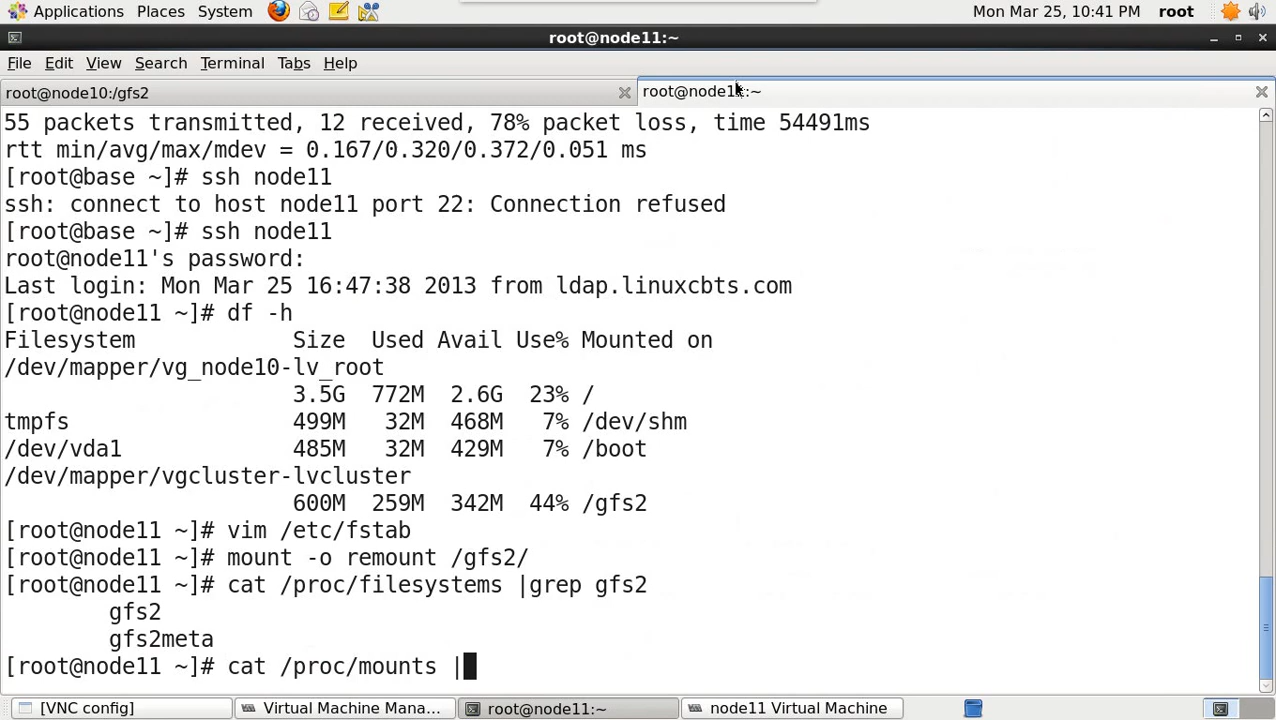 Applications Places System Mon Mar 25, 10:41 PM root
root@node11:~
File Edit View Search Terminal Tabs Help
root@node10:/gfs2 root@node11:~
55 packets transmitted, 12 received, 78% packet loss, time 54491ms
rtt min/avg/max/mdev = 0.167/0.320/0.372/0.051 ms
[root@base ~]# ssh node11
ssh: connect to host node11 port 22: Connection refused
[root@base ~]# ssh node11
root@node11's password:
Last login: Mon Mar 25 16:47:38 2013 from ldap.linuxcbts.com
[root@node11 ~]# df -h
Filesystem Size Used Avail Use% Mounted on
/dev/mapper/vg_node10-lv_root
3.5G 772M 2.6G 23% /
tmpfs 499M 32M 468M 7% /dev/shm
/dev/vda1 485M 32M 429M 7% /boot
/dev/mapper/vgcluster-lvcluster
600M 259M 342M 44% /gfs2
[root@node11 ~]# vim /etc/fstab
[root@node11 ~]# mount -o remount /gfs2/
[root@node11 ~]# cat /proc/filesystems |grep gfs2
gfs2
gfs2meta
[root@node11 ~]# cat /proc/mounts |
[VNC config] Virtual Machine Mana... root@node11:~ node11 Virtual Machine